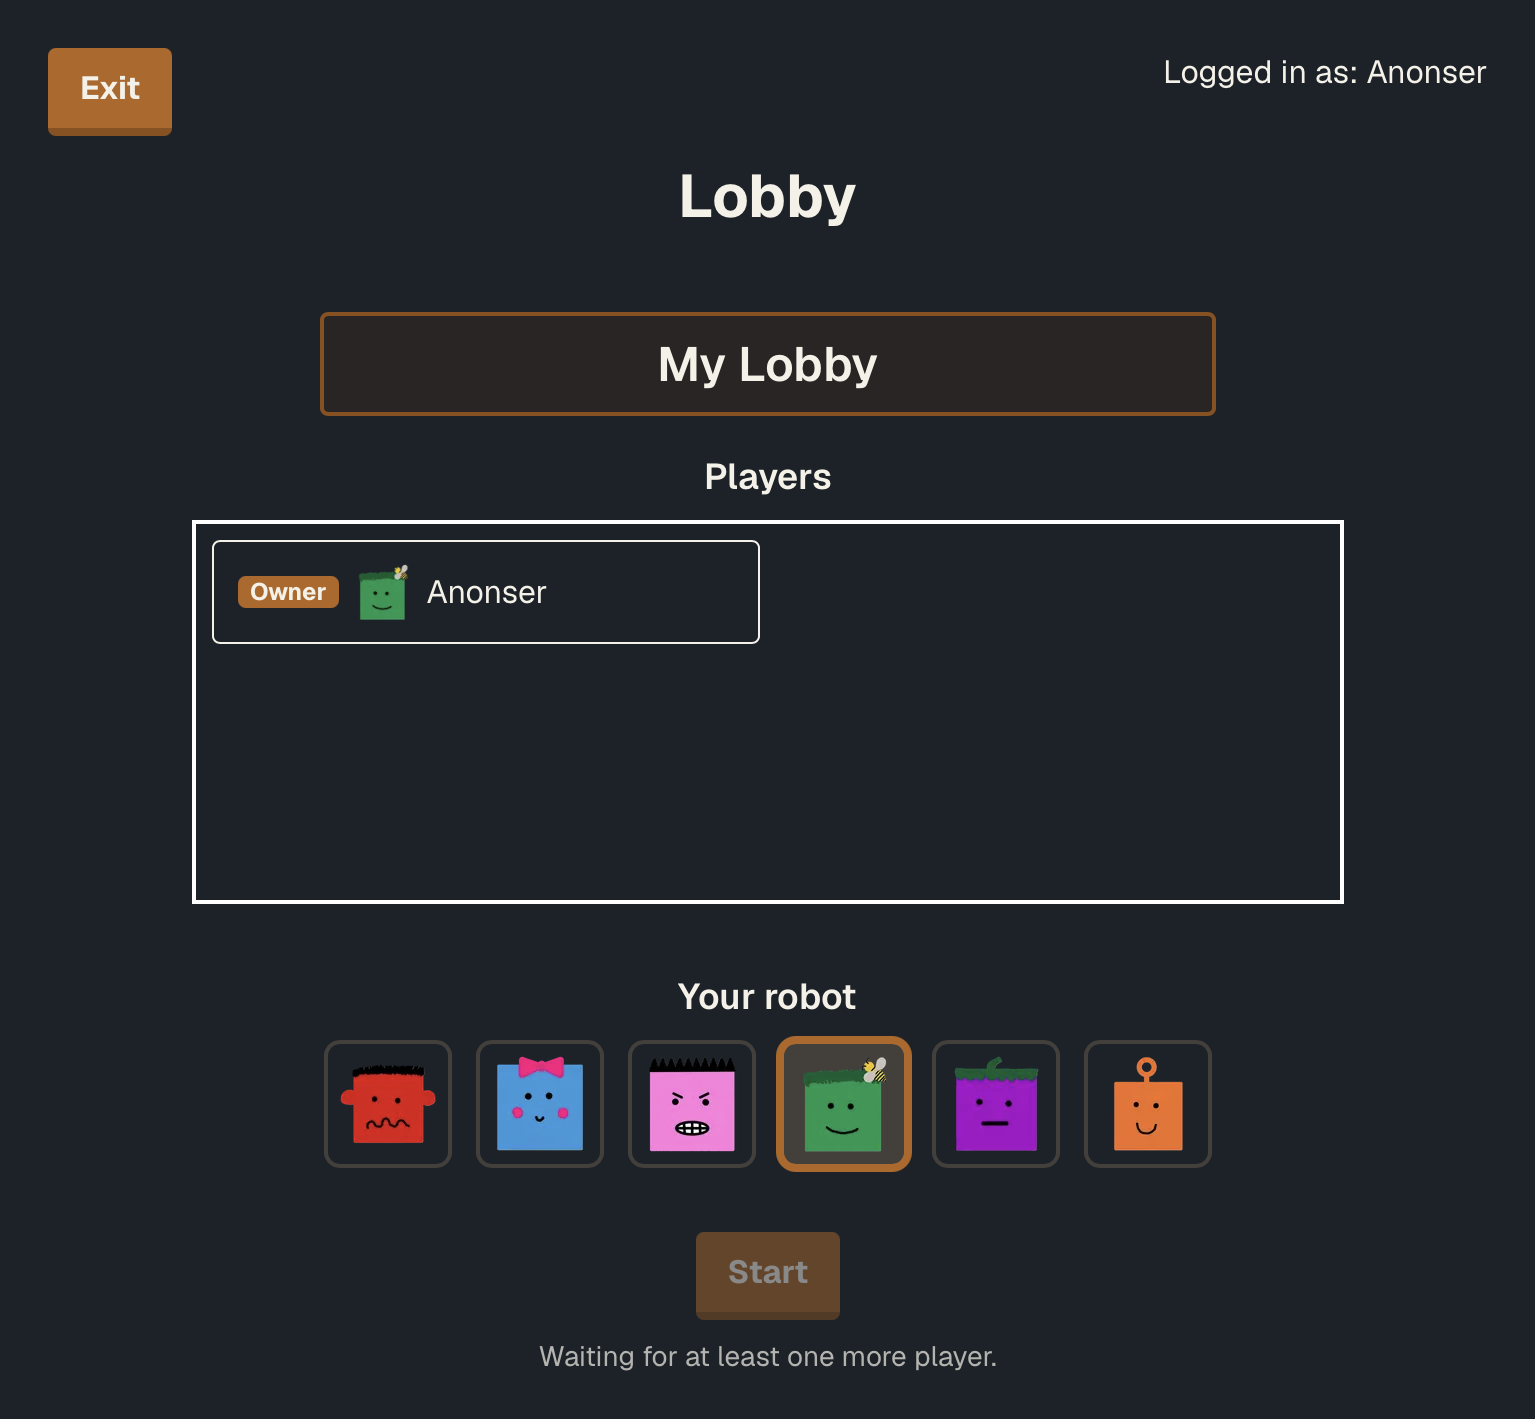 Exit
Logged in as: Anonser
Lobby
My Lobby
Players
Owner Anonser
Your robot
Start
Waiting for at least one more player.